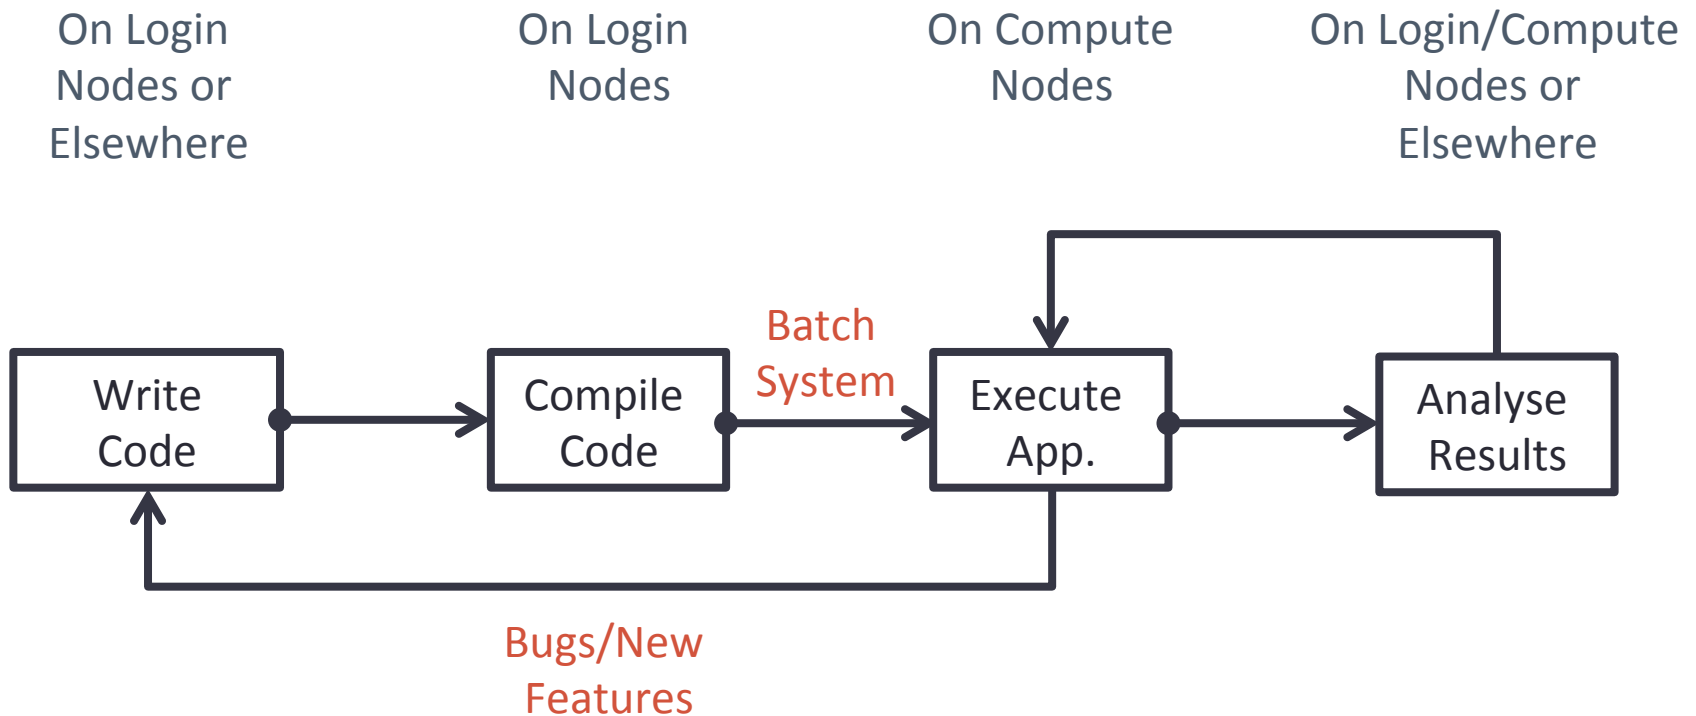 On Login
Nodes or
Elsewhere
On Login
Nodes
On Compute
Nodes
On Login/Compute
Nodes or
Elsewhere
Batch
System
Write
Code
Compile
Code
Execute
App.
Analyse
Results
Bugs/New
Features